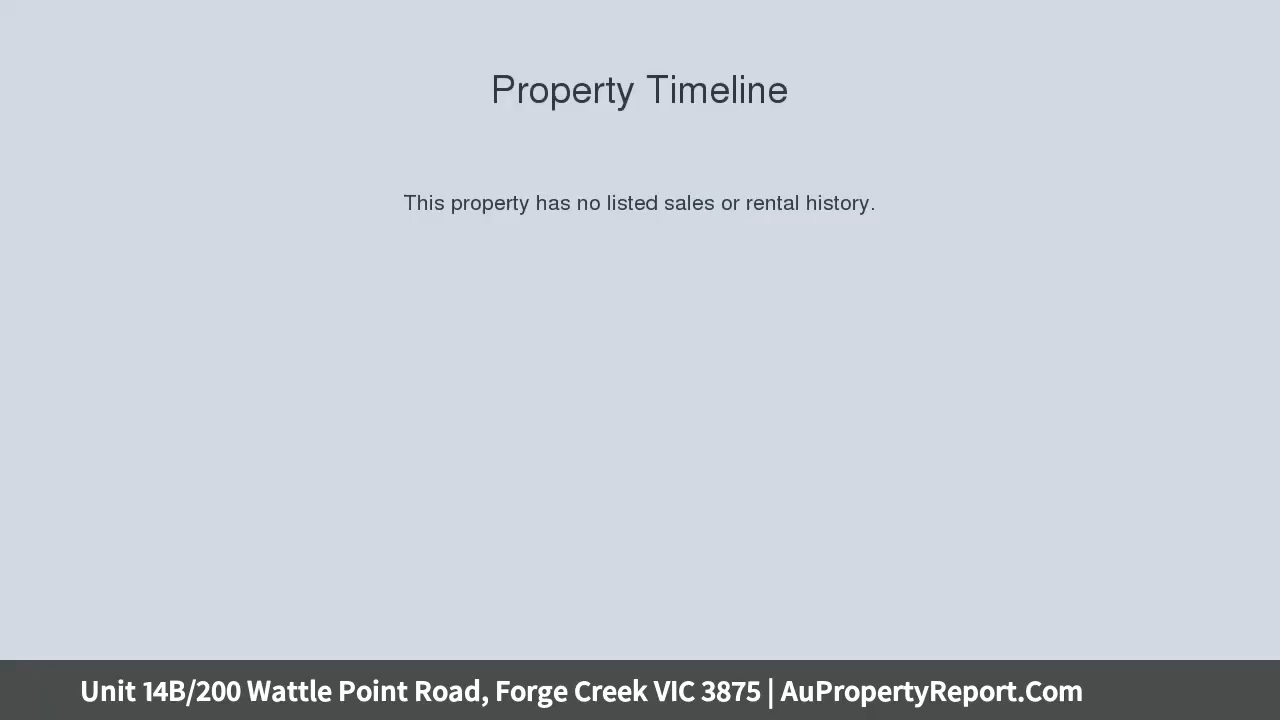 Property Timeline
This property has no listed sales or rental history.
Unit 14B/200 Wattle Point Road, Forge Creek VIC 3875 | AuPropertyReport.Com